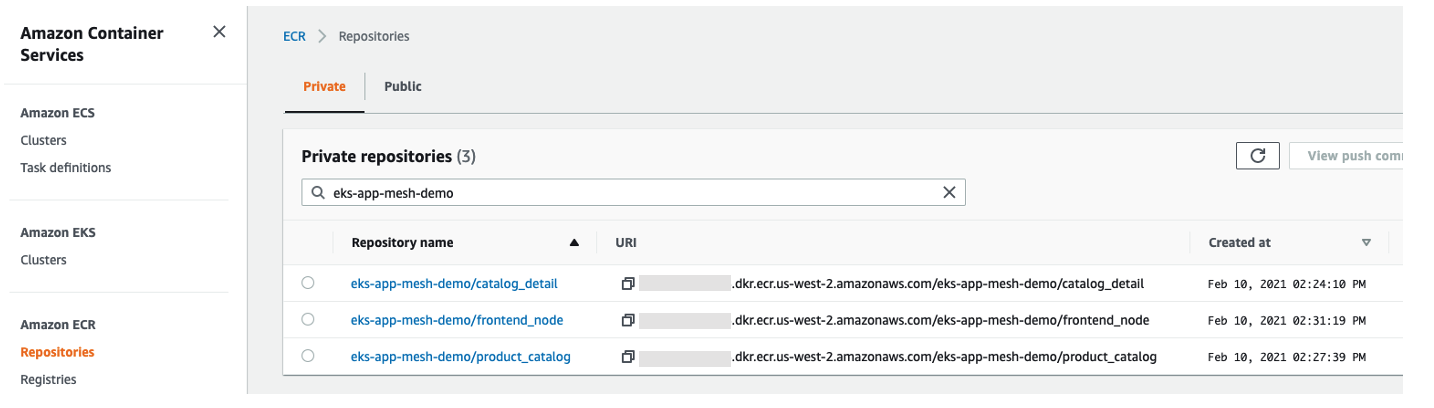 Amazon Container
Services
Amazon ECS
Clusters
Task definitions
Amazon EKS
Clusters
Amazon ECR
Repositories
Registries
ECR Repositories
Private Public
Private repositories (3)
View push com
eks-app-mesh-demo
Repository name URI Created at
eks-app-mesh-demo/catalog_detail .dkr.ecr.us-west-2.amazonaws.com/eks-app-mesh-demo/catalog_detail Feb 10, 2021 02:24:10 PM
eks-app-mesh-demo/frontend_node .dkr.ecr.us-west-2.amazonaws.com/eks-app-mesh-demo/frontend_node Feb 10, 2021 02:31:19 PM
eks-app-mesh-demo/product_catalog .dkr.ecr.us-west-2.amazonaws.com/eks-app-mesh-demo/product_catalog Feb 10, 2021 02:27:39 PM